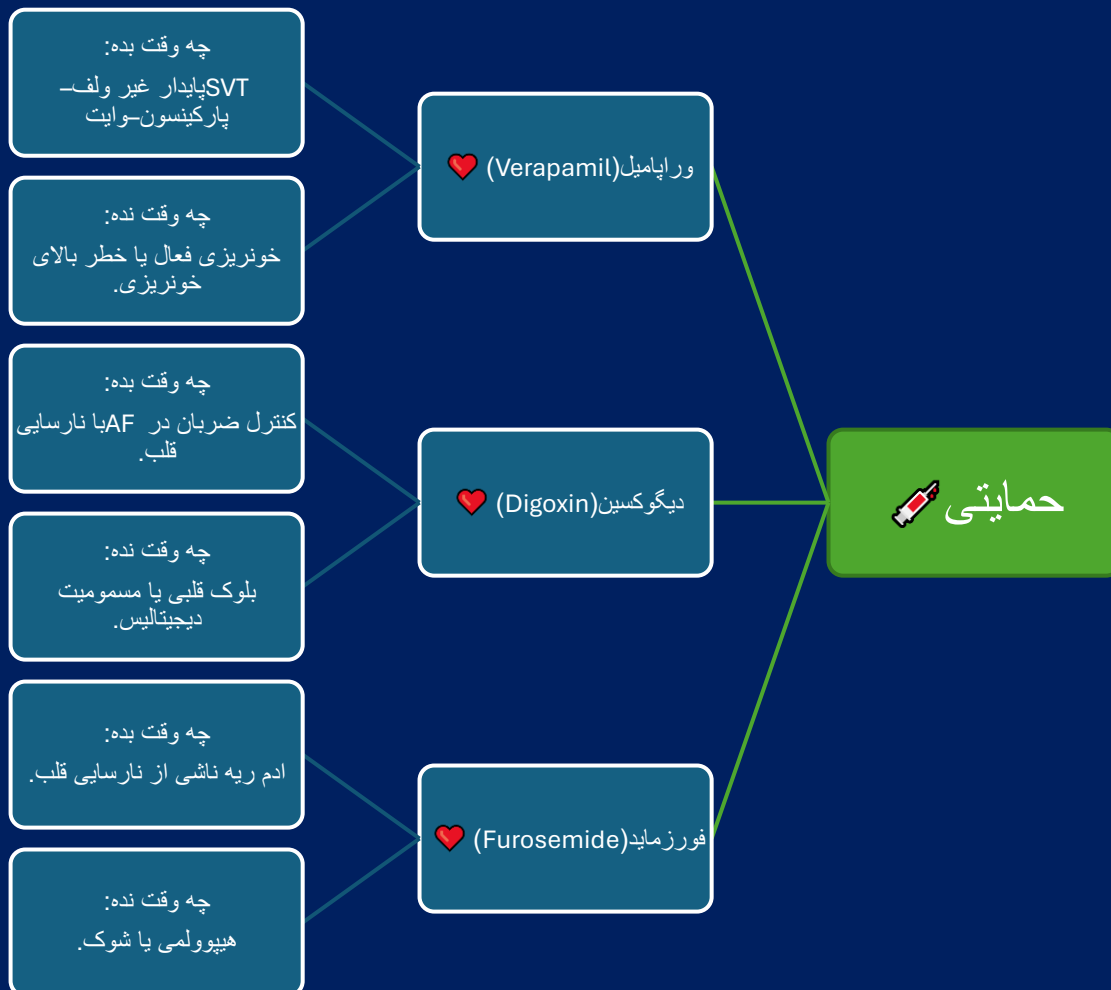 حمایتی 💉
وراپامیل(Verapamil) ❤️
چه وقت بده:
SVTپایدار غیر ولف–
پارکینسون–وایت
چه وقت نده:
خونریزی فعال یا خطر بالای
خونریزی.
دیگوکسین(Digoxin) ❤️
چه وقت بده:
کنترل ضربان در AFبا نارسایی
قلب.
چه وقت نده:
بلوک قلبی یا مسمومیت
دیجیتالیس.
فورزماید(Furosemide) ❤️
چه وقت بده:
ادم ریه ناشی از نارسایی قلب.
چه وقت نده:
هیپوولمی یا شوک.